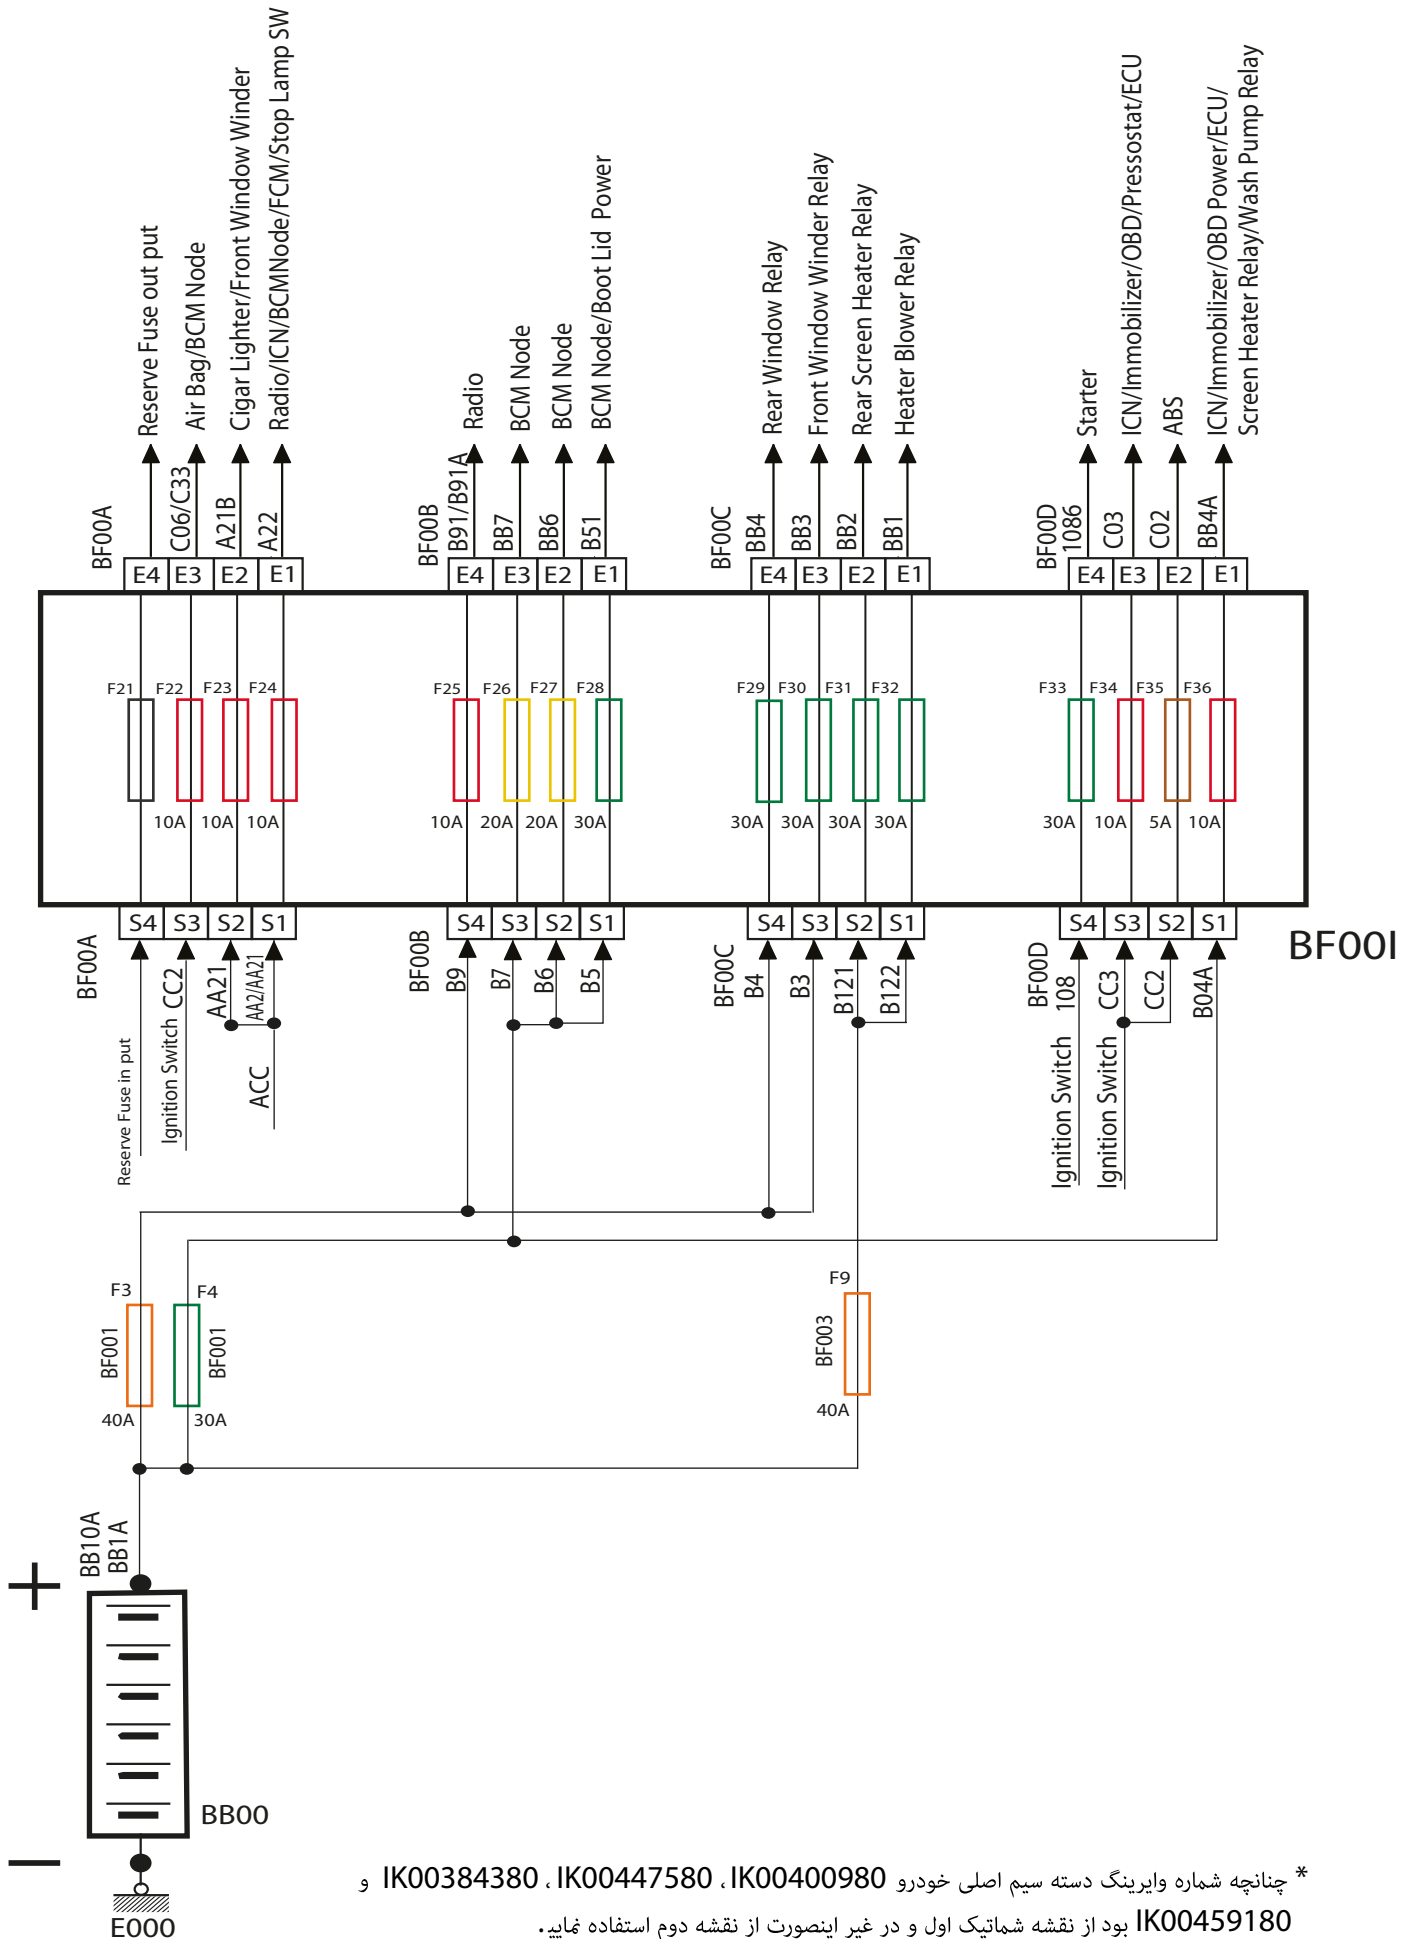 Reserve Fuse out put
Air Bag/BCM Node
Cigar Lighter/Front Window Winder
Radio/ICN/BCMNode/FCM/Stop Lamp SW
Radio
BCM Node
BCM Node
BCM Node/Boot Lid Power
Rear Window Relay
Front Window Winder Relay
Rear Screen Heater Relay
Heater Blower Relay
Starter
ICN/Immobilizer/OBD/Pressostat/ECU
ABS
ICN/Immobilizer/OBD Power/ECU/
Screen Heater Relay/Wash Pump Relay
BF00A
C06/C33
A21B
A22
BF00B
B91/B91A
BB7
BB6
B51
BF00C
BB4
BB3
BB2
BB1
BF00D
1086
C03
C02
BB4A
E4 E3 E2 E1
E4 E3 E2 E1
E4 E3 E2 E1
E4 E3 E2 E1
F21 F22 F23 F24
F25 F26 F27 F28
F29 F30 F31 F32
F33 F34 F35 F36
10A 10A 10A
10A 20A 20A 30A
30A 30A 30A 30A
30A 10A 5A 10A
S4 S3 S2 S1
S4 S3 S2 S1
S4 S3 S2 S1
S4 S3 S2 S1
BF00I
BF00A
Reserve Fuse in put
Ignition Switch CC2
AA21
AA2/AA21
ACC
BF00B
B9
B7
B6
B5
BF00C
B4
B3
B121
B122
BF00D
108
Ignition Switch
CC3
Ignition Switch
CC2
B04A
F3
BF001
40A
F4
BF001
30A
F9
BF003
40A
BB10A
BB1A
+
BB00
−
E000
* چنانچه شماره وایرینگ دسته سیم اصلی خودرو IK00384380 ، IK00447580 ، IK00400980 و
IK00459180 بود از نقشه شماتیک اول و در غیر اینصورت از نقشه دوم استفاده نمایید.